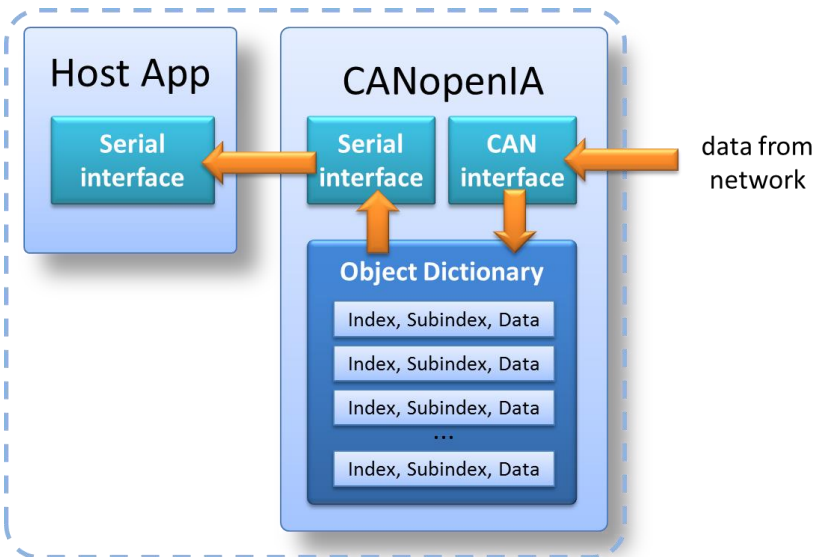 Host App
Serial
interface
CANopenIA
Serial
interface
CAN
interface
data from
network
Object Dictionary
Index, Subindex, Data
Index, Subindex, Data
Index, Subindex, Data
...
Index, Subindex, Data